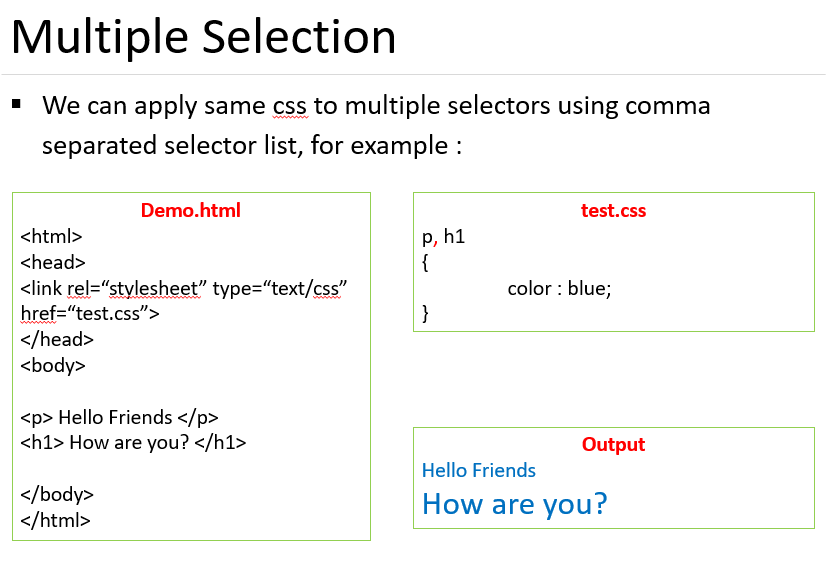 Multiple Selection
▪ We can apply same css to multiple selectors using comma
separated selector list, for example :
Demo.html
<html>
<head>
<link rel=“stylesheet” type=“text/css”
href=“test.css”>
</head>
<body>
<p> Hello Friends </p>
<h1> How are you? </h1>
</body>
</html>
test.css
p, h1
{
color : blue;
}
Output
Hello Friends
How are you?